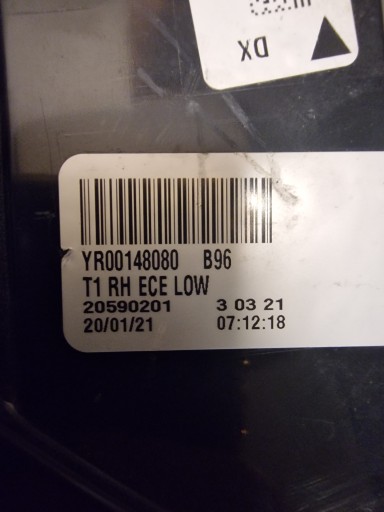 DX
YR00148080 B96
T1 RH ECE LOW
20590201 3 03 21
20/01/21 07:12:18